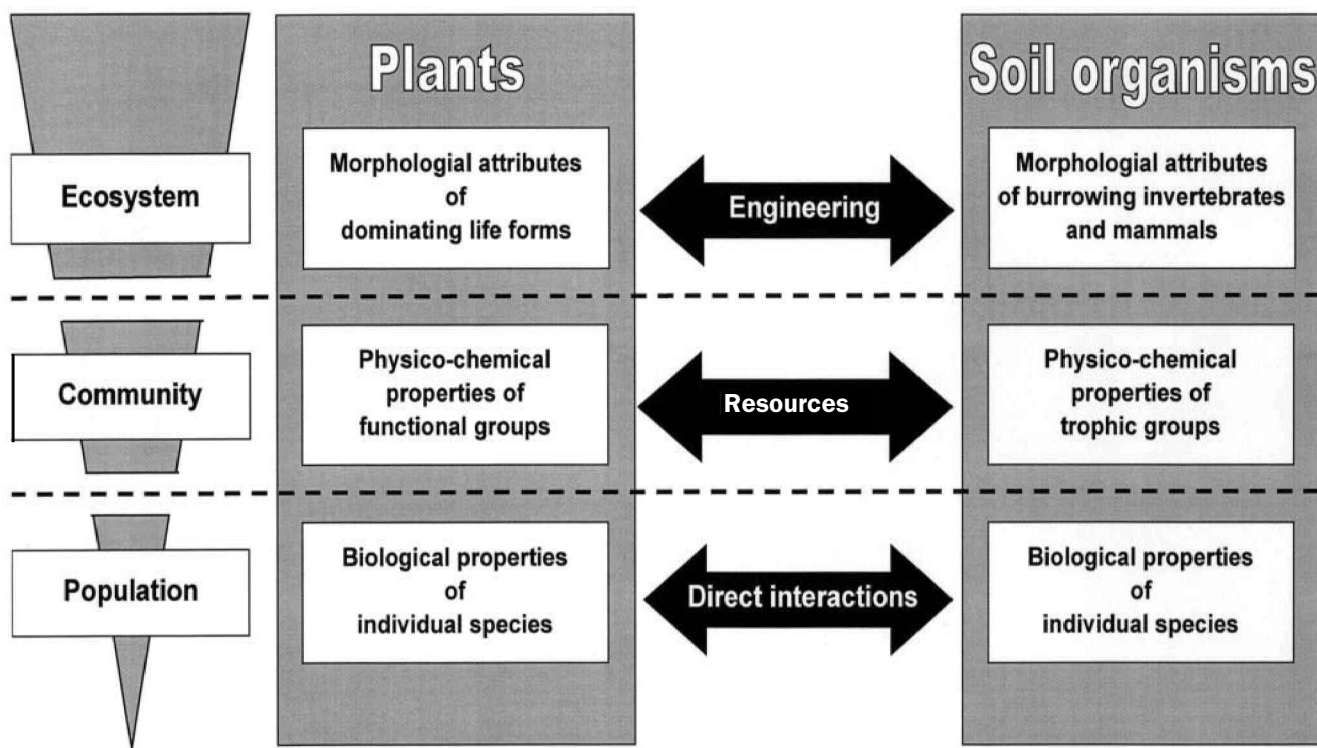 Plants
Soil organisms
Ecosystem
Morphologial attributes
of
dominating life forms
Engineering
Morphologial attributes
of burrowing invertebrates
and mammals
Community
Physico-chemical
properties of
functional groups
Resources
Physico-chemical
properties of
trophic groups
Population
Biological properties
of
individual species
Direct interactions
Biological properties
of
individual species